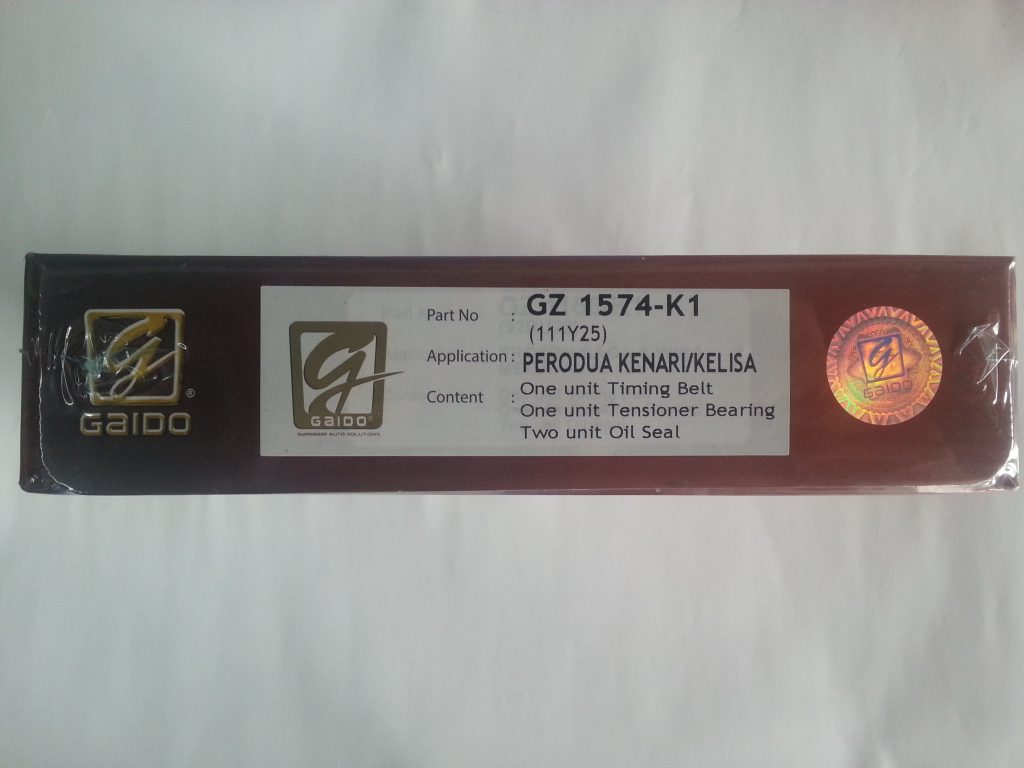 GaIDO®
GaIDO®
SUPERIOR AUTO SOLUTIONS
Part No : GZ 1574-K1
(111Y25)
Application : PERODUA KENARI/KELISA
Content : One unit Timing Belt
One unit Tensioner Bearing
Two unit Oil Seal
GaIDO